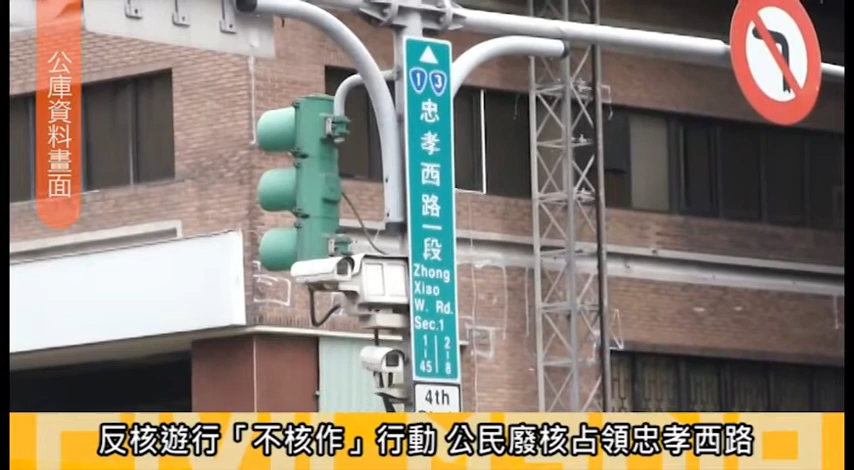 公庫資料畫面
1 3
忠孝西路一段
Zhong
Xiao
W. Rd.
Sec.1
1 2
45 8
4th
反核遊行「不核作」行動 公民廢核占領忠孝西路